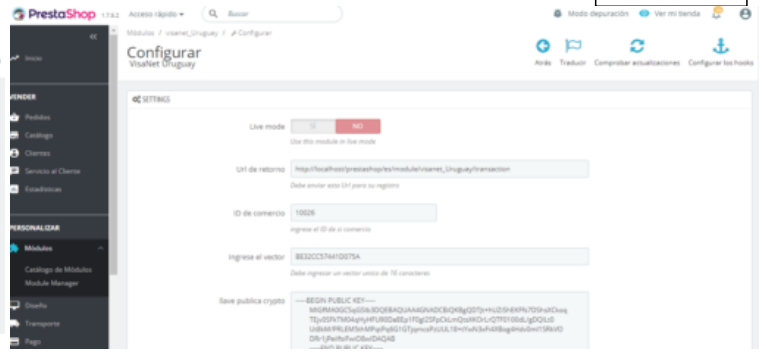 PrestaShop 1.7.8.2 Acceso rápido Buscar Modo depuración Ver mi tienda
Módulos / visanet_Uruguay / Configurar
Configurar
VisaNet Uruguay
Atrás Traducir Comprobar actualizaciones Configurar los hooks
Inicio
VENDER
Pedidos
Catálogo
Clientes
Servicio al Cliente
Estadísticas
PERSONALIZAR
Módulos
Catálogo de Módulos
Module Manager
Diseño
Transporte
Pago
SETTINGS
Live mode SÍ NO
Use this module in live mode
Url de retorno http://localhost/prestashop/es/module/visanet_Uruguay/transaction
Debe enviar esta Url para su registro
ID de comercio 10026
Ingrese el ID de si comercio
Ingrese el vector BE32CC57441D375A
Debe ingresar un vector unico de 16 caracteres
llave publica crypto -----BEGIN PUBLIC KEY-----
-----END PUBLIC KEY-----